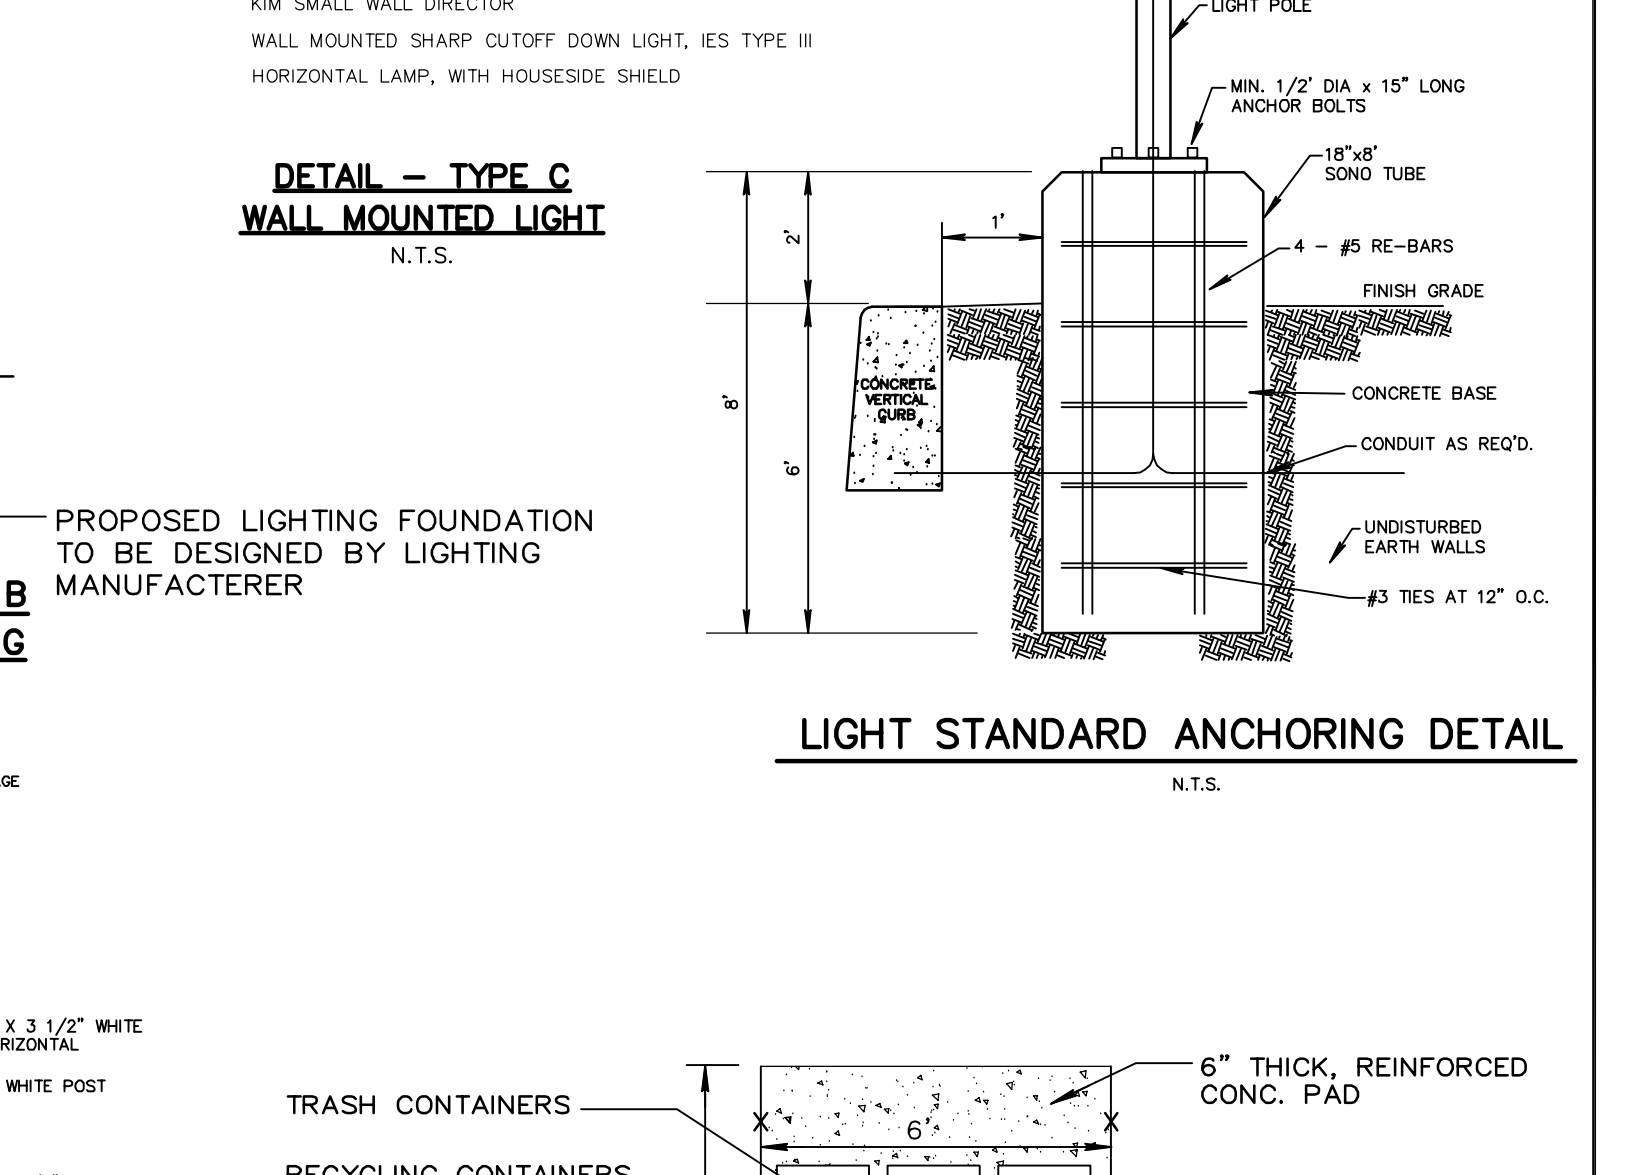 KIM SMALL WALL DIRECTOR
WALL MOUNTED SHARP CUTOFF DOWN LIGHT, IES TYPE III
HORIZONTAL LAMP, WITH HOUSESIDE SHIELD
DETAIL – TYPE C
WALL MOUNTED LIGHT
N.T.S.
LIGHT POLE
MIN. 1/2' DIA x 15" LONG
ANCHOR BOLTS
18"x8'
SONO TUBE
1'
2'
4 – #5 RE-BARS
FINISH GRADE
8'
CONCRETE
VERTICAL
CURB
CONCRETE BASE
6'
CONDUIT AS REQ'D.
UNDISTURBED
EARTH WALLS
#3 TIES AT 12" O.C.
PROPOSED LIGHTING FOUNDATION
TO BE DESIGNED BY LIGHTING
MANUFACTERER
B
G
LIGHT STANDARD ANCHORING DETAIL
N.T.S.
GE
X 3 1/2" WHITE
RIZONTAL
WHITE POST
6" THICK, REINFORCED
CONC. PAD
TRASH CONTAINERS
6'
RECYCLING CONTAINERS